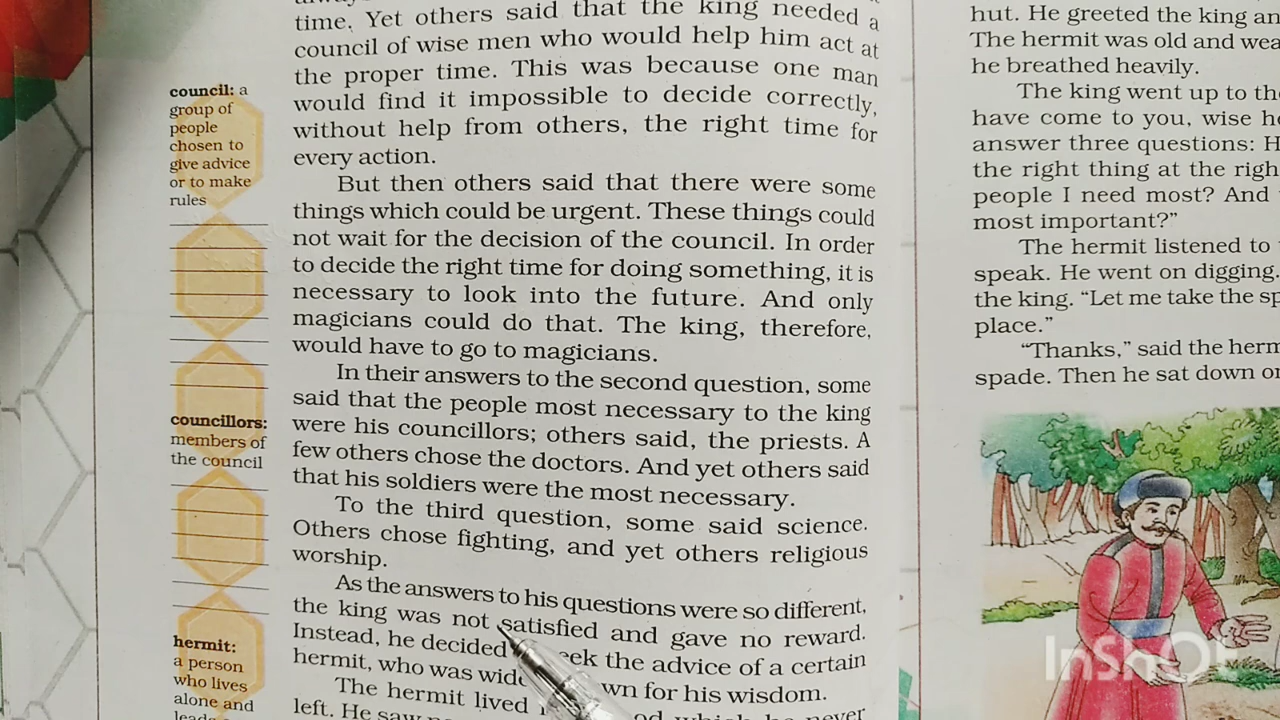 time. Yet others said that the king needed a
council of wise men who would help him act at
the proper time. This was because one man
would find it impossible to decide correctly,
without help from others, the right time for
every action.
But then others said that there were some
things which could be urgent. These things could
not wait for the decision of the council. In order
to decide the right time for doing something, it is
necessary to look into the future. And only
magicians could do that. The king, therefore,
would have to go to magicians.
In their answers to the second question, some
said that the people most necessary to the king
were his councillors; others said, the priests. A
few others chose the doctors. And yet others said
that his soldiers were the most necessary.
To the third question, some said science.
Others chose fighting, and yet others religious
worship.
As the answers to his questions were so different,
the king was not satisfied and gave no reward.
Instead, he decided the advice of a certain
hermit, who was for his wisdom.
The hermit lived which he never
left. He saw
council: a
group of
people
chosen to
give advice
or to make
rules
councillors:
members of
the council
hermit:
a person
who lives
alone and
hut. He greeted the king
The hermit was old and
he breathed heavily.
The king went up to
have come to you, wise
answer three questions:
the right thing at the
people I need most? And
most important?"
The hermit listened to
speak. He went on digging.
the king. "Let me take the
place."
"Thanks," said the
spade. Then he sat down
InShOt